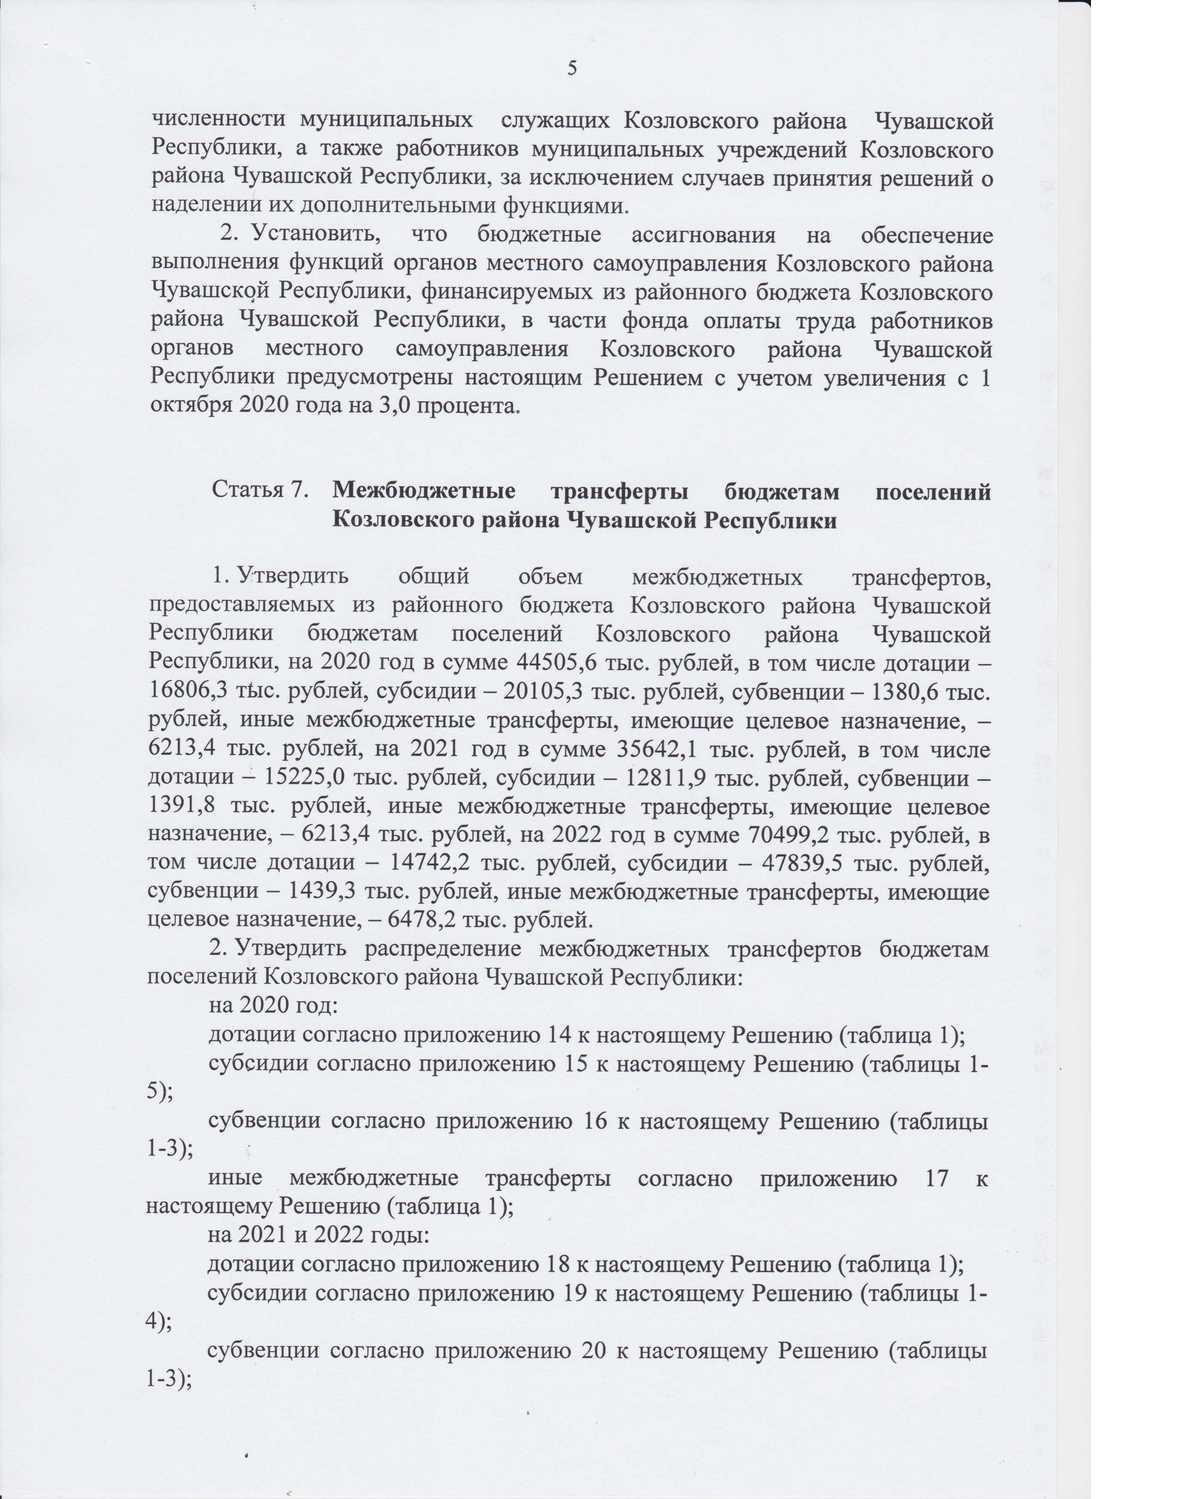 5
численности муниципальных служащих Козловского района Чувашской
Республики, а также работников муниципальных учреждений Козловского
района Чувашской Республики, за исключением случаев принятия решений о
наделении их дополнительными функциями.
2. Установить, что бюджетные ассигнования на обеспечение
выполнения функций органов местного самоуправления Козловского района
Чувашской Республики, финансируемых из районного бюджета Козловского
района Чувашской Республики, в части фонда оплаты труда работников
органов местного самоуправления Козловского района Чувашской
Республики предусмотрены настоящим Решением с учетом увеличения с 1
октября 2020 года на 3,0 процента.
Статья 7. Межбюджетные трансферты бюджетам поселений
Козловского района Чувашской Республики
1. Утвердить общий объем межбюджетных трансфертов,
предоставляемых из районного бюджета Козловского района Чувашской
Республики бюджетам поселений Козловского района Чувашской
Республики, на 2020 год в сумме 44505,6 тыс. рублей, в том числе дотации –
16806,3 тыс. рублей, субсидии – 20105,3 тыс. рублей, субвенции – 1380,6 тыс.
рублей, иные межбюджетные трансферты, имеющие целевое назначение, –
6213,4 тыс. рублей, на 2021 год в сумме 35642,1 тыс. рублей, в том числе
дотации – 15225,0 тыс. рублей, субсидии – 12811,9 тыс. рублей, субвенции –
1391,8 тыс. рублей, иные межбюджетные трансферты, имеющие целевое
назначение, – 6213,4 тыс. рублей, на 2022 год в сумме 70499,2 тыс. рублей, в
том числе дотации – 14742,2 тыс. рублей, субсидии – 47839,5 тыс. рублей,
субвенции – 1439,3 тыс. рублей, иные межбюджетные трансферты, имеющие
целевое назначение, – 6478,2 тыс. рублей.
2. Утвердить распределение межбюджетных трансфертов бюджетам
поселений Козловского района Чувашской Республики:
на 2020 год:
дотации согласно приложению 14 к настоящему Решению (таблица 1);
субсидии согласно приложению 15 к настоящему Решению (таблицы 1-
5);
субвенции согласно приложению 16 к настоящему Решению (таблицы
1-3);
иные межбюджетные трансферты согласно приложению 17 к
настоящему Решению (таблица 1);
на 2021 и 2022 годы:
дотации согласно приложению 18 к настоящему Решению (таблица 1);
субсидии согласно приложению 19 к настоящему Решению (таблицы 1-
4);
субвенции согласно приложению 20 к настоящему Решению (таблицы
1-3);